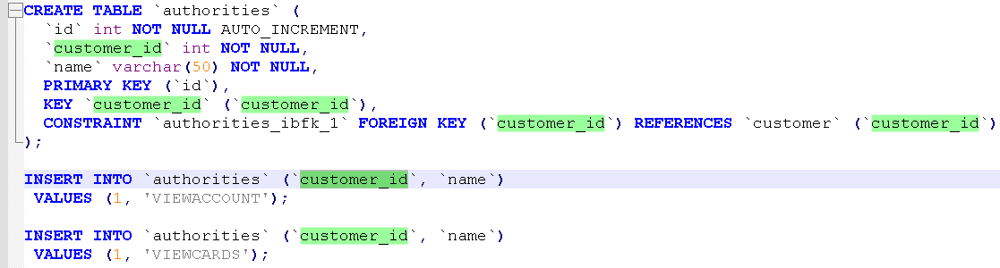 CREATE TABLE `authorities` (
  `id` int NOT NULL AUTO_INCREMENT,
  `customer_id` int NOT NULL,
  `name` varchar(50) NOT NULL,
  PRIMARY KEY (`id`),
  KEY `customer_id` (`customer_id`),
  CONSTRAINT `authorities_ibfk_1` FOREIGN KEY (`customer_id`) REFERENCES `customer` (`customer_id`)
);
INSERT INTO `authorities` (`customer_id`, `name`)
 VALUES (1, 'VIEWACCOUNT');
INSERT INTO `authorities` (`customer_id`, `name`)
 VALUES (1, 'VIEWCARDS');